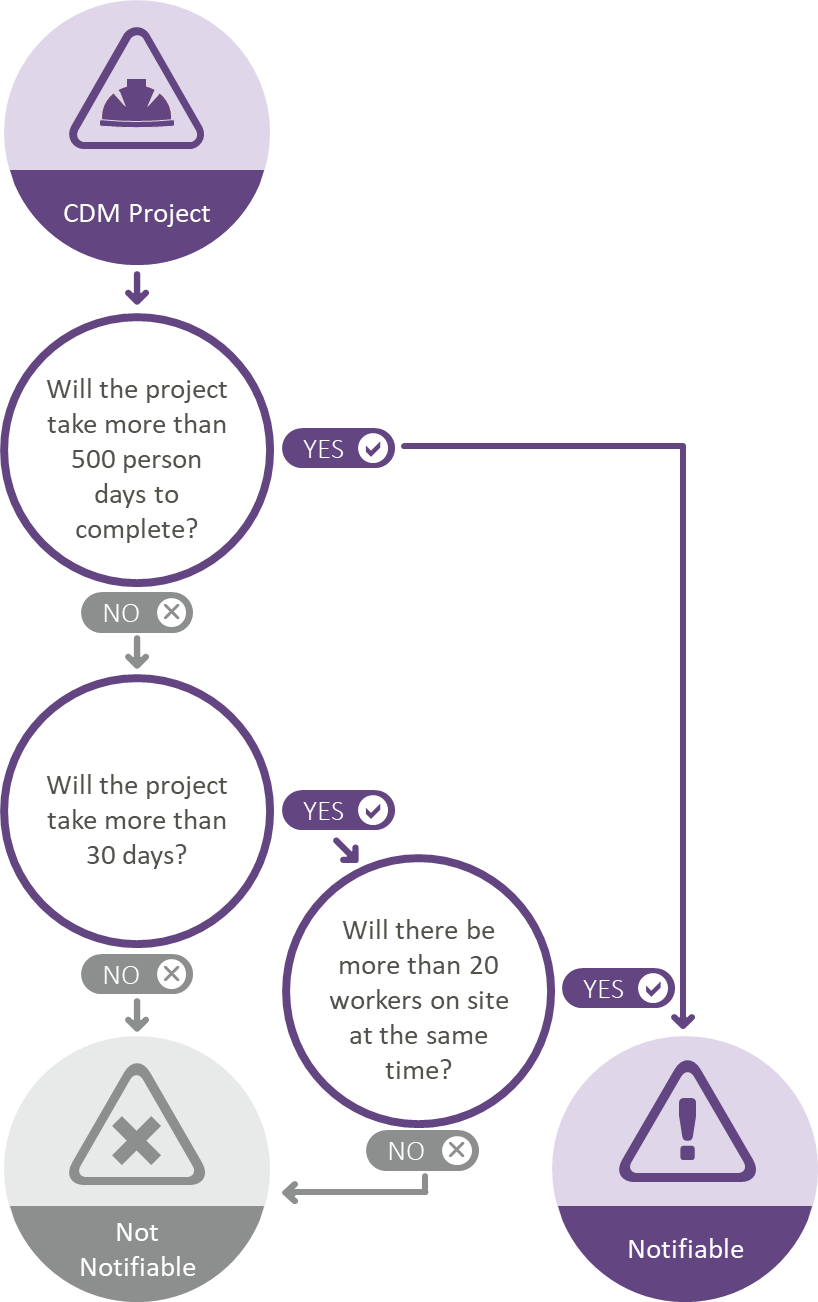 CDM Project
Will the project
take more than
500 person
days to
complete?
YES
NO
Will the project
take more than
30 days?
YES
NO
Will there be
more than 20
workers on site
at the same
time?
YES
NO
Not
Notifiable
Notifiable